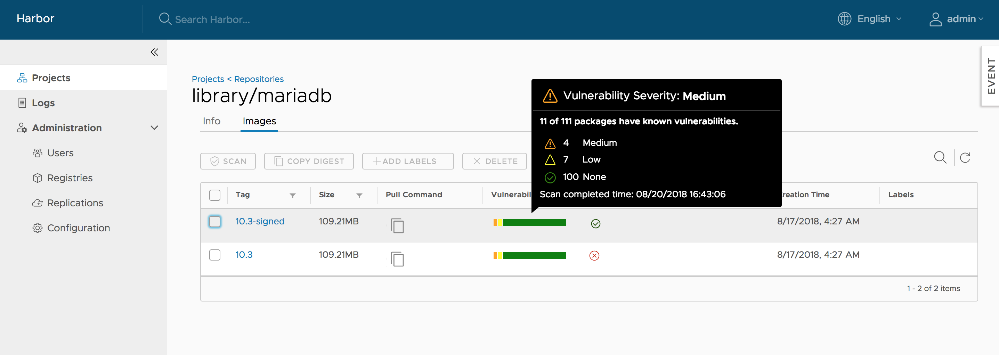 Harbor
Search Harbor...
English
admin
EVENT
Projects
Logs
Administration
Users
Registries
Replications
Configuration
Projects < Repositories
library/mariadb
Info Images
SCAN COPY DIGEST +ADD LABELS DELETE
Vulnerability Severity: Medium
11 of 111 packages have known vulnerabilities.
4 Medium
7 Low
100 None
Scan completed time: 08/20/2018 16:43:06
Tag Size Pull Command Vulnerabil reation Time Labels
10.3-signed 109.21MB 8/17/2018, 4:27 AM
10.3 109.21MB 8/17/2018, 4:27 AM
1 - 2 of 2 items